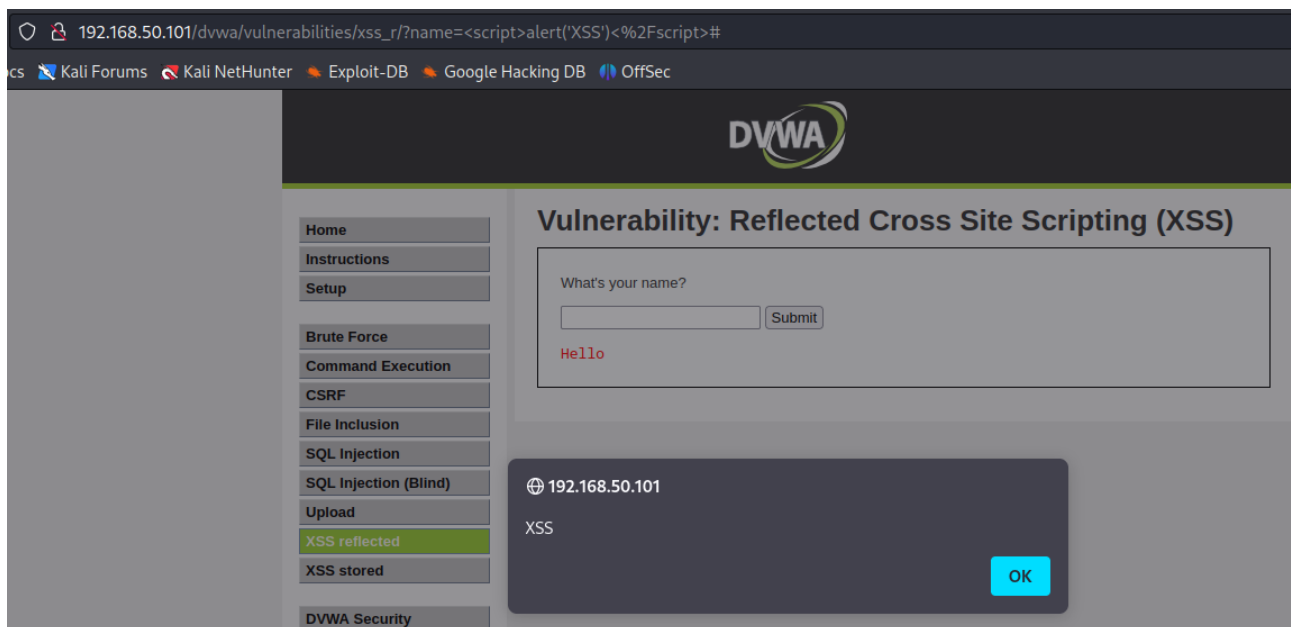 192.168.50.101/dvwa/vulnerabilities/xss_r/?name=<script>alert('XSS')<%2Fscript>#
ocs Kali Forums Kali NetHunter Exploit-DB Google Hacking DB OffSec
DVWA
Vulnerability: Reflected Cross Site Scripting (XSS)
Home
Instructions
Setup
Brute Force
Command Execution
CSRF
File Inclusion
SQL Injection
SQL Injection (Blind)
Upload
XSS reflected
XSS stored
DVWA Security
What's your name?
Submit
Hello
192.168.50.101
XSS
OK